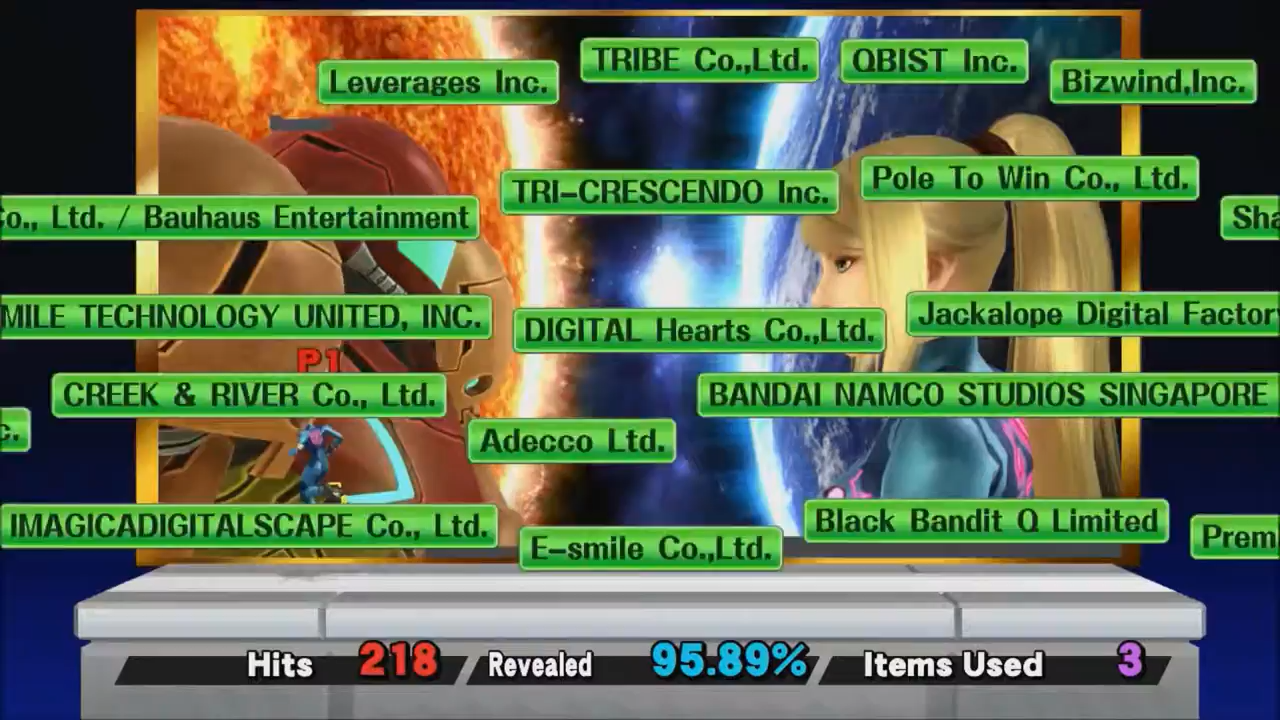 TRIBE Co.,Ltd.
QBIST Inc.
Leverages Inc.
Bizwind,Inc.
TRI-CRESCENDO Inc.
Pole To Win Co., Ltd.
Co., Ltd. / Bauhaus Entertainment
Sha
MILE TECHNOLOGY UNITED, INC.
DIGITAL Hearts Co.,Ltd.
Jackalope Digital Factory
P1
CREEK & RIVER Co., Ltd.
BANDAI NAMCO STUDIOS SINGAPORE
c.
Adecco Ltd.
IMAGICADIGITALSCAPE Co., Ltd.
Black Bandit Q Limited
E-smile Co.,Ltd.
Prem
Hits 218 Revealed 95.89% Items Used 3